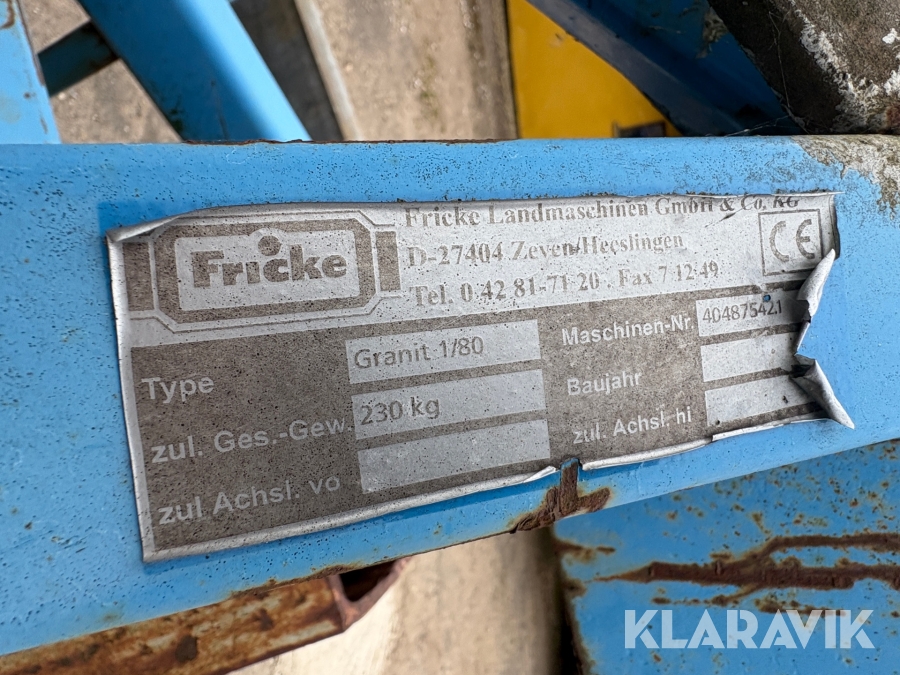 Fricke
Fricke Landmaschinen GmbH & Co. KG
D-27404 Zeven/Heeslingen
Tel. 0 42 81-71 20 Fax 7 12 49
CE
Type Granit 1/80
Maschinen-Nr. 40487542.1
zul. Ges.-Gew. 230 kg
Baujahr
zul Achsl. vo
zul. Achsl. hi
KLARAVIK